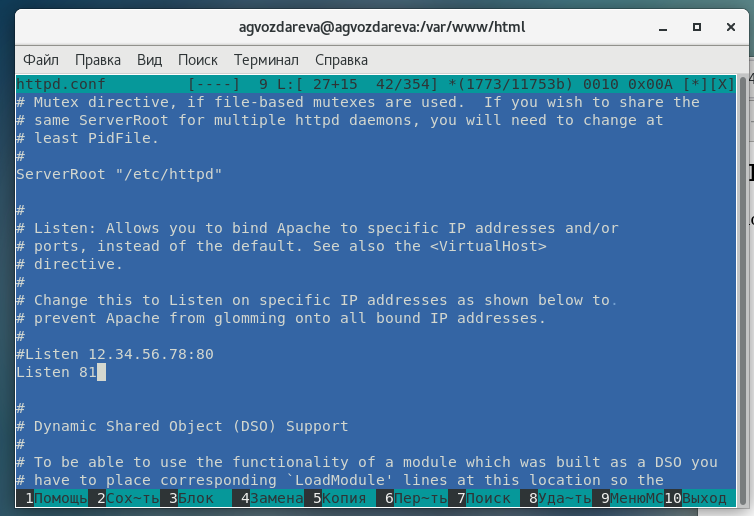 agvozdareva@agvozdareva:/var/www/html
Файл Правка Вид Поиск Терминал Справка
httpd.conf [----] 9 L:[ 27+15 42/354] *(1773/11753b) 0010 0x00A [*][X]
# Mutex directive, if file-based mutexes are used.  If you wish to share the
# same ServerRoot for multiple httpd daemons, you will need to change at
# least PidFile.
#
ServerRoot "/etc/httpd"
#
# Listen: Allows you to bind Apache to specific IP addresses and/or
# ports, instead of the default. See also the <VirtualHost>
# directive.
#
# Change this to Listen on specific IP addresses as shown below to.
# prevent Apache from glomming onto all bound IP addresses.
#
#Listen 12.34.56.78:80
Listen 81
#
# Dynamic Shared Object (DSO) Support
#
# To be able to use the functionality of a module which was built as a DSO you
# have to place corresponding `LoadModule' lines at this location so the
1Помощь 2Сох~ть 3Блок 4Замена 5Копия 6Пер~ть 7Поиск 8Уда~ть 9МенюMC 10Выход